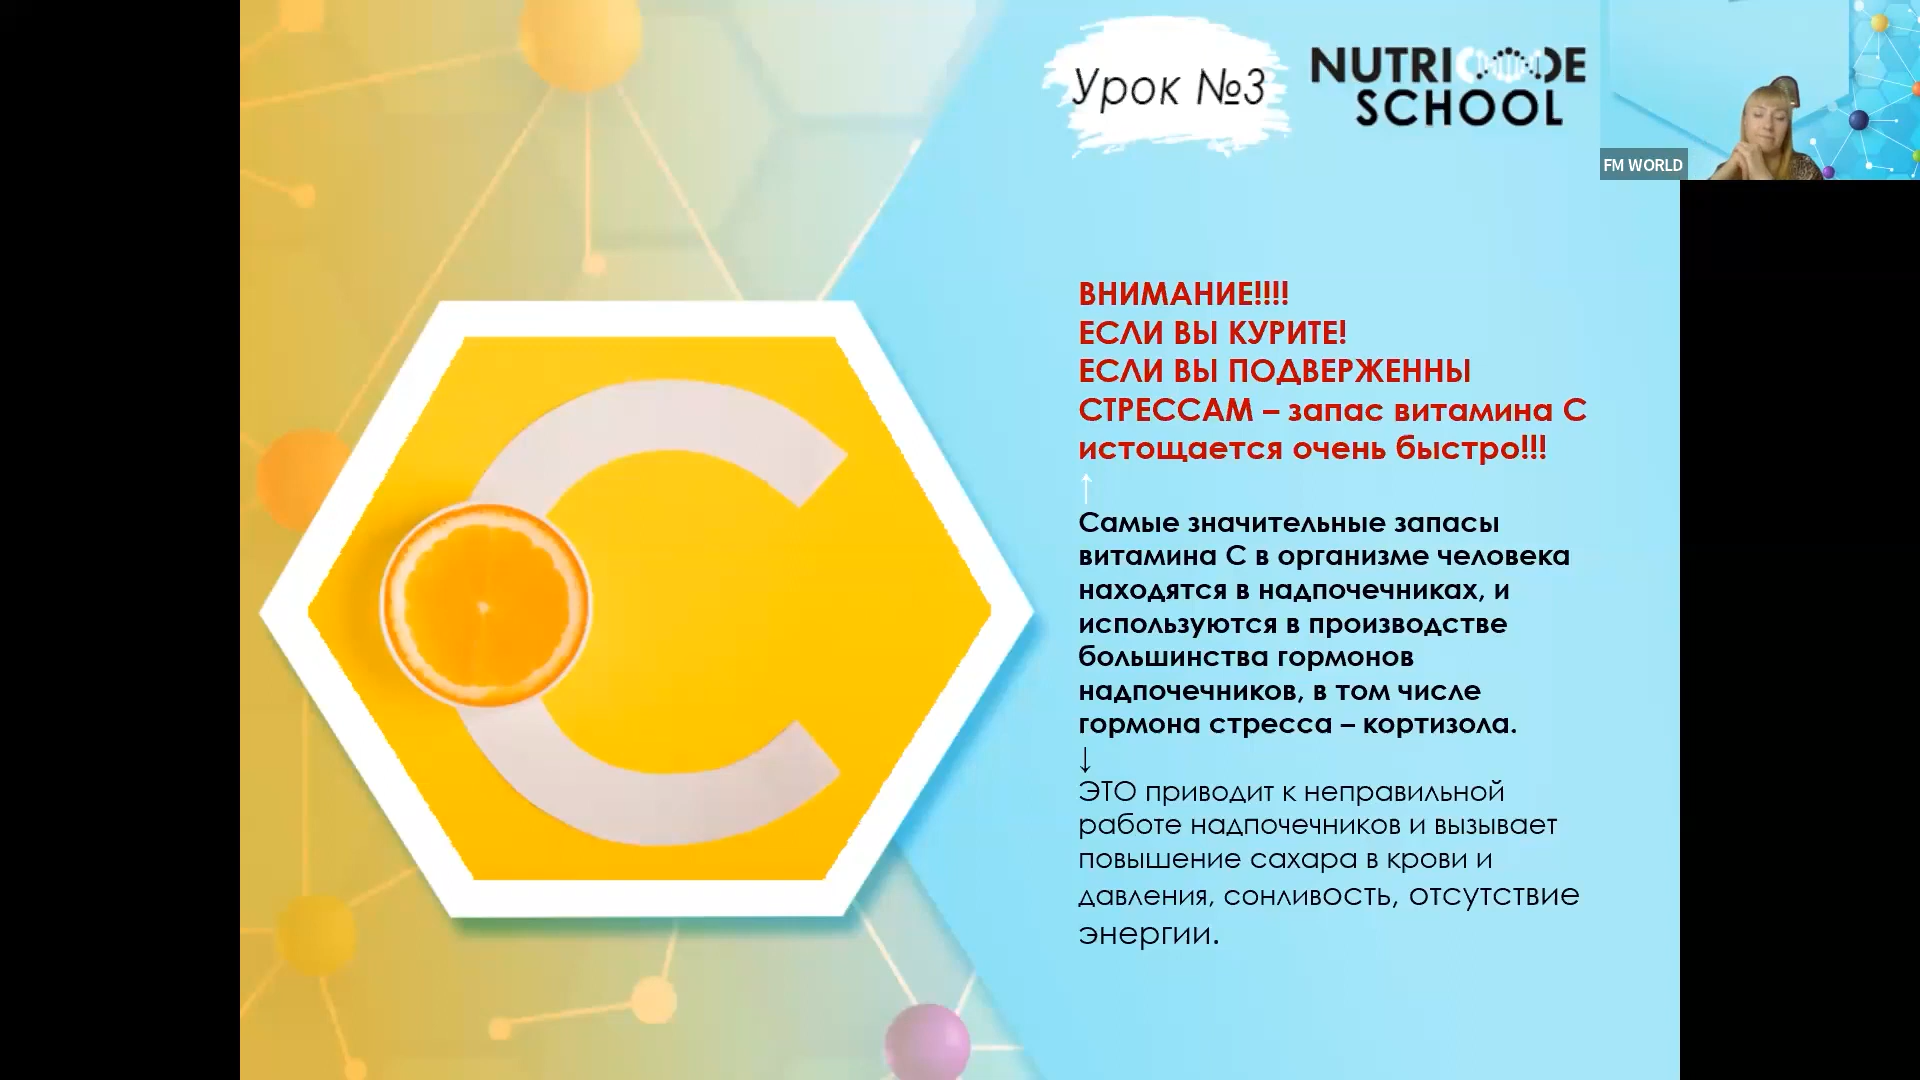 Урок №3
NUTRICODE
SCHOOL
FM WORLD
ВНИМАНИЕ!!!!
ЕСЛИ ВЫ КУРИТЕ!
ЕСЛИ ВЫ ПОДВЕРЖЕННЫ
СТРЕССАМ – запас витамина С
истощается очень быстро!!!
↑
Самые значительные запасы
витамина С в организме человека
находятся в надпочечниках, и
используются в производстве
большинства гормонов
надпочечников, в том числе
гормона стресса – кортизола.
↓
ЭТО приводит к неправильной
работе надпочечников и вызывает
повышение сахара в крови и
давления, сонливость, отсутствие
энергии.
C